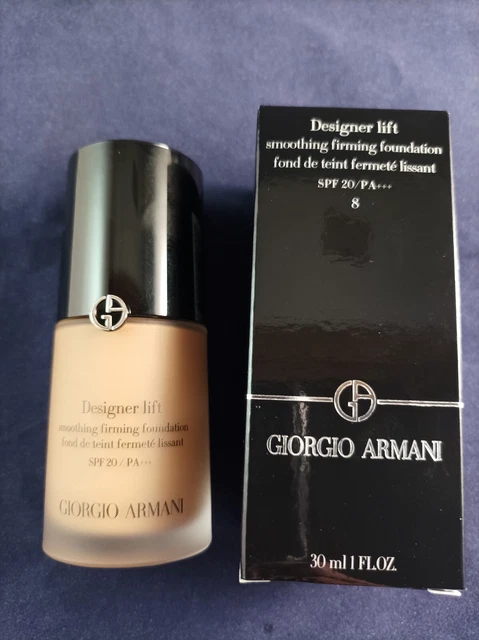 Designer lift
smoothing firming foundation
fond de teint fermeté lissant
SPF 20 / PA+++
GIORGIO ARMANI
Designer lift
smoothing firming foundation
fond de teint fermeté lissant
SPF 20/PA+++
8
GIORGIO ARMANI
30 ml 1 FL.OZ.